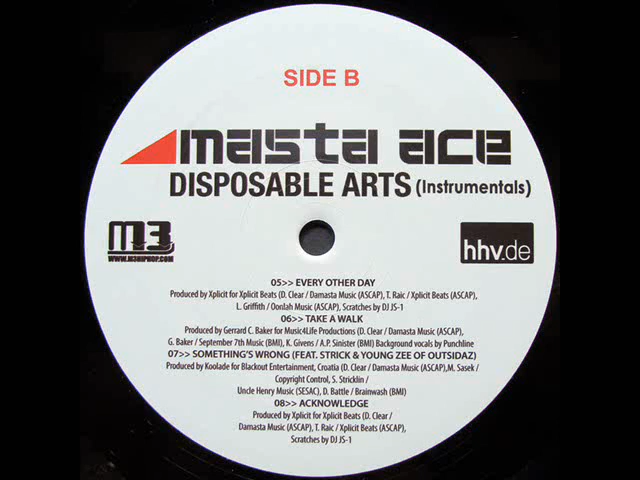 SIDE B
masta ace
DISPOSABLE ARTS (Instrumentals)
M3
WWW.M3HIPHOP.COM
hhv.de
05>> EVERY OTHER DAY
Produced by Xplicit for Xplicit Beats (D. Clear / Damasta Music (ASCAP), T. Raic / Xplicit Beats (ASCAP),
L. Griffith / Oonlah Music (ASCAP), Scratches by DJ JS-1
06>> TAKE A WALK
Produced by Gerrard C. Baker for Music4Life Productions (D. Clear / Damasta Music (ASCAP),
G. Baker / September 7th Music (BMI), K. Givens / A.P. Sinister (BMI) Background vocals by Punchline
07>> SOMETHING'S WRONG (FEAT. STRICK & YOUNG ZEE OF OUTSIDAZ)
Produced by Koolade for Blackout Entertainment, Croatia (D. Clear / Damasta Music (ASCAP),M. Sasek /
Copyright Control, S. Stricklin /
Uncle Henry Music (SESAC), D. Battle / Brainwash (BMI)
08>> ACKNOWLEDGE
Produced by Xplicit for Xplicit Beats (D. Clear /
Damasta Music (ASCAP), T. Raic / Xplicit Beats (ASCAP),
Scratches by DJ JS-1